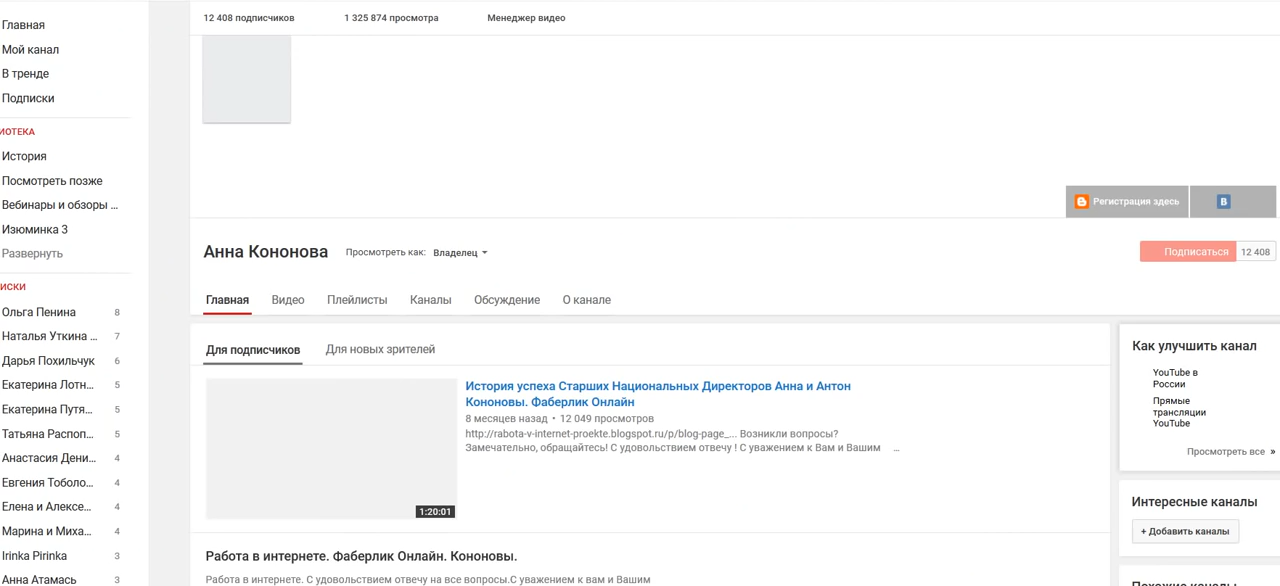 12 408 подписчиков 1 325 874 просмотра Менеджер видео
Главная
Мой канал
В тренде
Подписки
ИОТЕКА
История
Посмотреть позже
Вебинары и обзоры ...
Изюминка 3
Развернуть
ИСКИ
Ольга Пенина 8
Наталья Уткина ... 7
Дарья Похильчук 6
Екатерина Лотн... 5
Екатерина Путя... 5
Татьяна Распоп... 5
Анастасия Дени... 4
Евгения Тоболо... 4
Елена и Алексе... 4
Марина и Миха... 4
Irinka Pirinka 3
Анна Атамась 3
Регистрация здесь
B
Анна Кононова Просмотреть как: Владелец
Подписаться 12 408
Главная Видео Плейлисты Каналы Обсуждение О канале
Для подписчиков Для новых зрителей
1:20:01
История успеха Старших Национальных Директоров Анна и Антон
Кононовы. Фаберлик Онлайн
8 месяцев назад • 12 049 просмотров
http://rabota-v-internet-proekte.blogspot.ru/p/blog-page_... Возникли вопросы?
Замечательно, обращайтесь! С удовольствием отвечу ! С уважением к Вам и Вашим ...
Работа в интернете. Фаберлик Онлайн. Кононовы.
Работа в интернете. С удовольствием отвечу на все вопросы.С уважением к вам и Вашим
Как улучшить канал
YouTube в
России
Прямые
трансляции
YouTube
Просмотреть все »
Интересные каналы
+ Добавить каналы
Похожие каналы